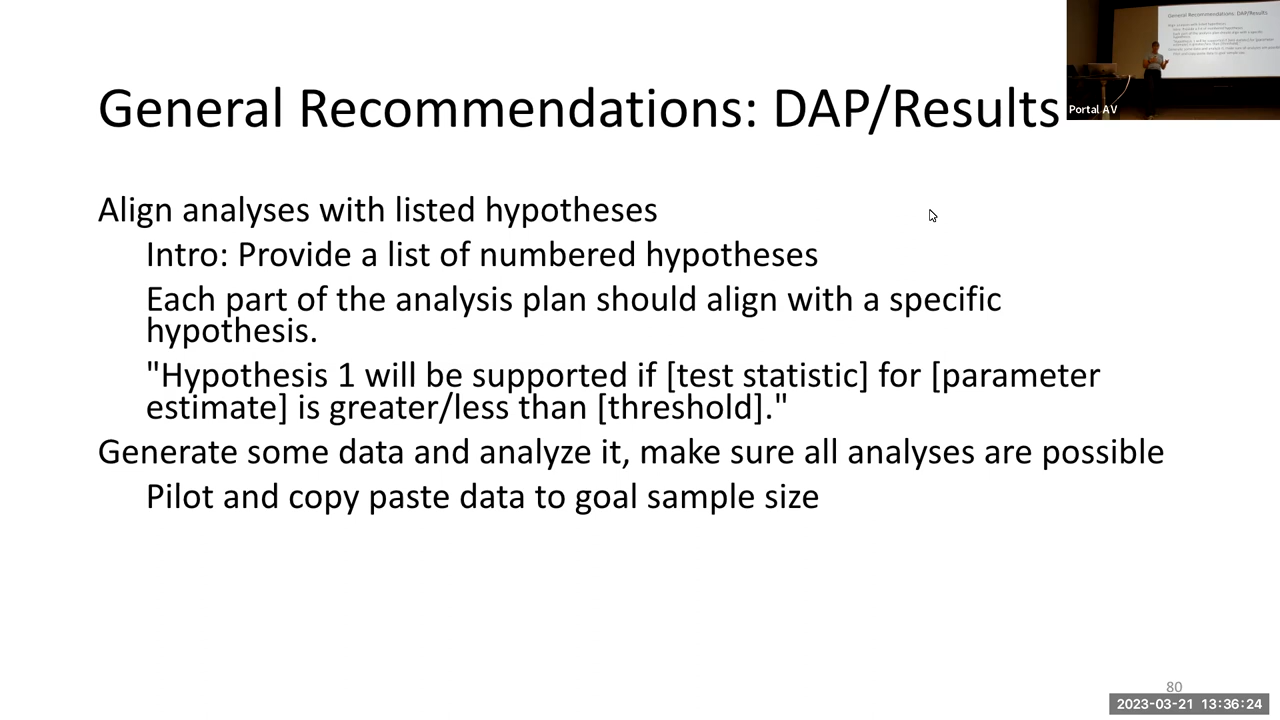 General Recommendations: DAP/Results
Portal AV
Align analyses with listed hypotheses
Intro: Provide a list of numbered hypotheses
Each part of the analysis plan should align with a specific
hypothesis.
"Hypothesis 1 will be supported if [test statistic] for [parameter
estimate] is greater/less than [threshold]."
Generate some data and analyze it, make sure all analyses are possible
Pilot and copy paste data to goal sample size
80
2023-03-21 13:36:24